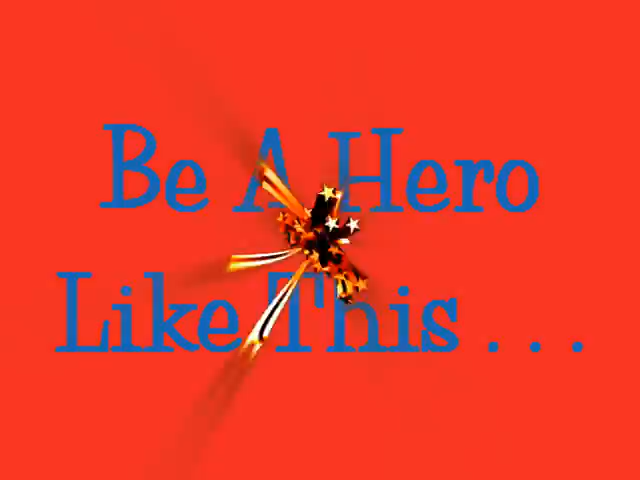 Be A Hero
Like This . . .